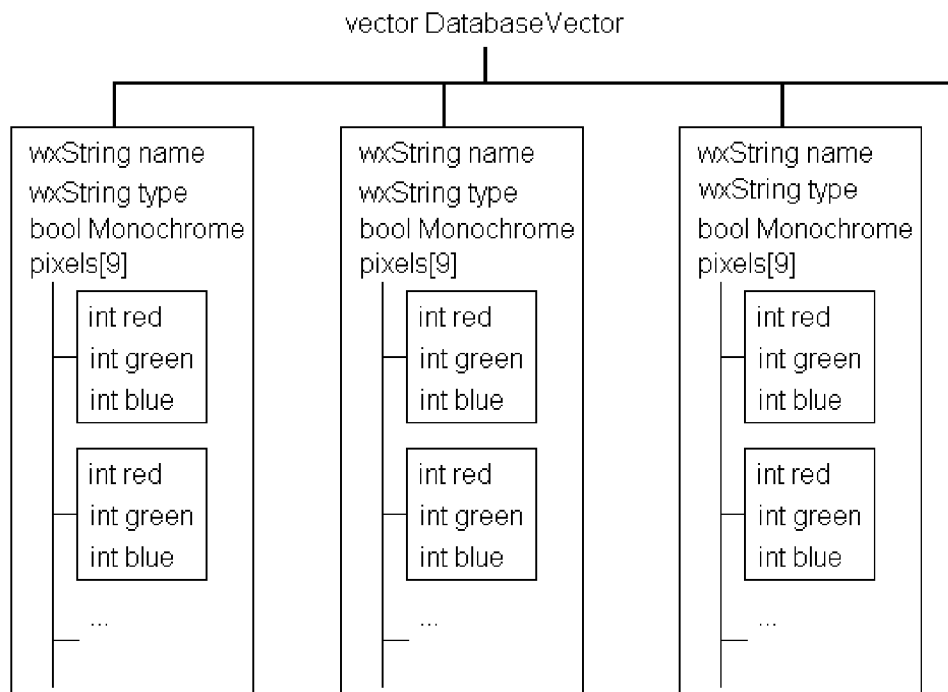 vector DatabaseVector
wxString name
wxString type
bool Monochrome
pixels[9]
int red
int green
int blue
int red
int green
int blue
...
wxString name
wxString type
bool Monochrome
pixels[9]
int red
int green
int blue
int red
int green
int blue
...
wxString name
wxString type
bool Monochrome
pixels[9]
int red
int green
int blue
int red
int green
int blue
...